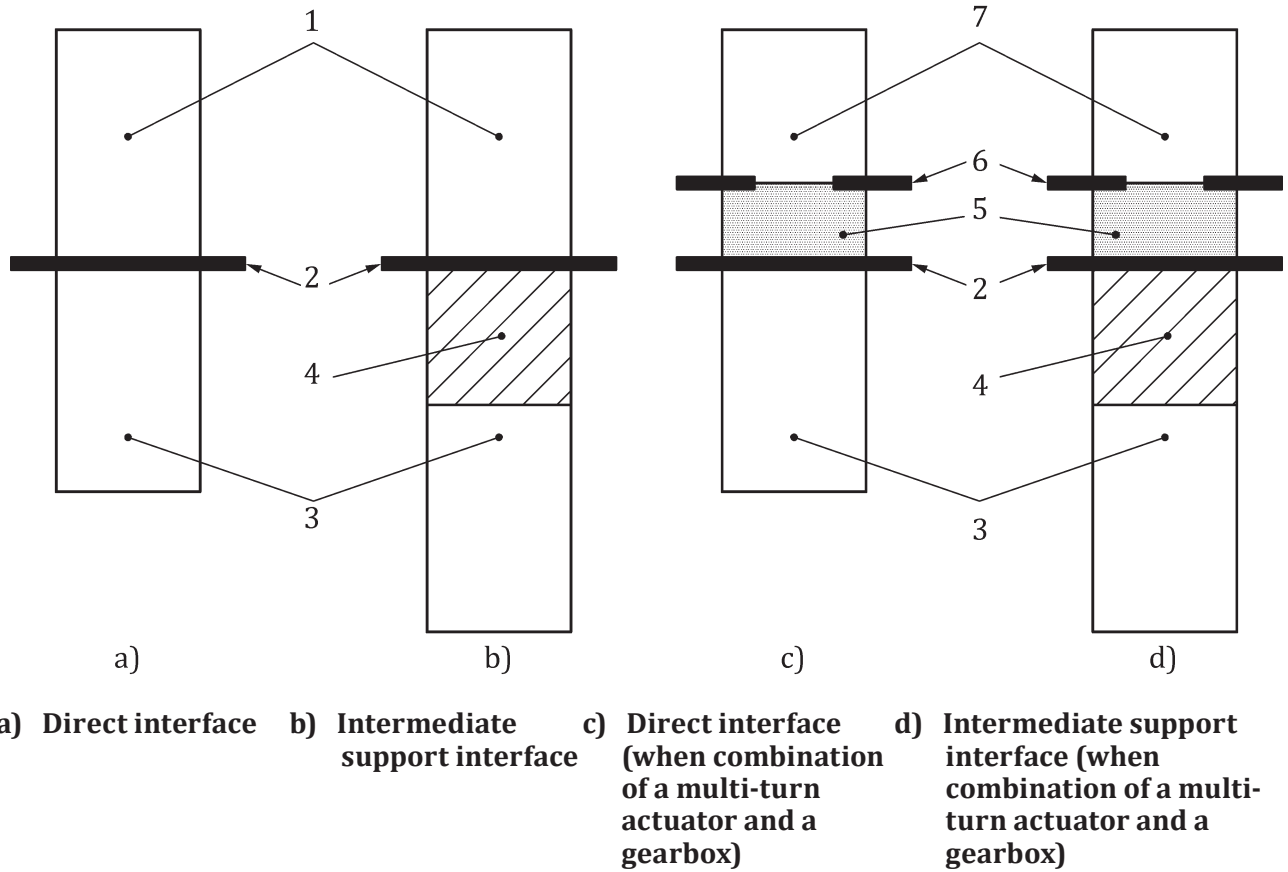 1
7
6
5
2
2
4
4
3
3
a)
b)
c)
d)
a) Direct interface
b) Intermediate
support interface
c) Direct interface
(when combination
of a multi-turn
actuator and a
gearbox)
d) Intermediate support
interface (when
combination of a multi-
turn actuator and a
gearbox)